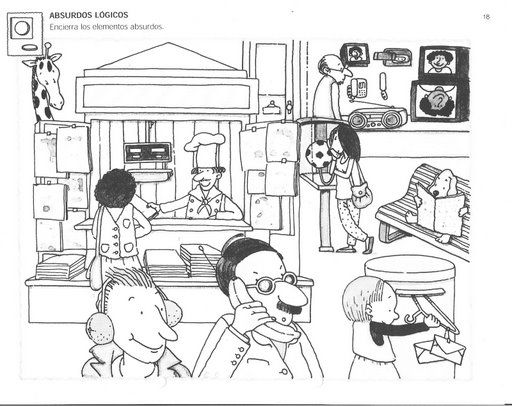 ABSURDOS LÓGICOS
18
Encierra los elementos absurdos.